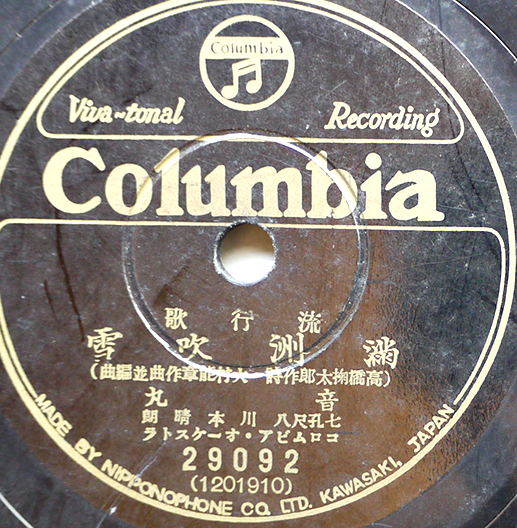 Columbia
Viva-tonal Recording
Columbia
流行歌
滿洲吹雪
(高橋掬太郎作詩 大村能章作曲並編曲)
音丸
七孔尺八 川本晴朗
コロムビア・オーケストラ
29092
(1201910)
MADE BY NIPPONOPHONE CO., LTD. KAWASAKI, JAPAN